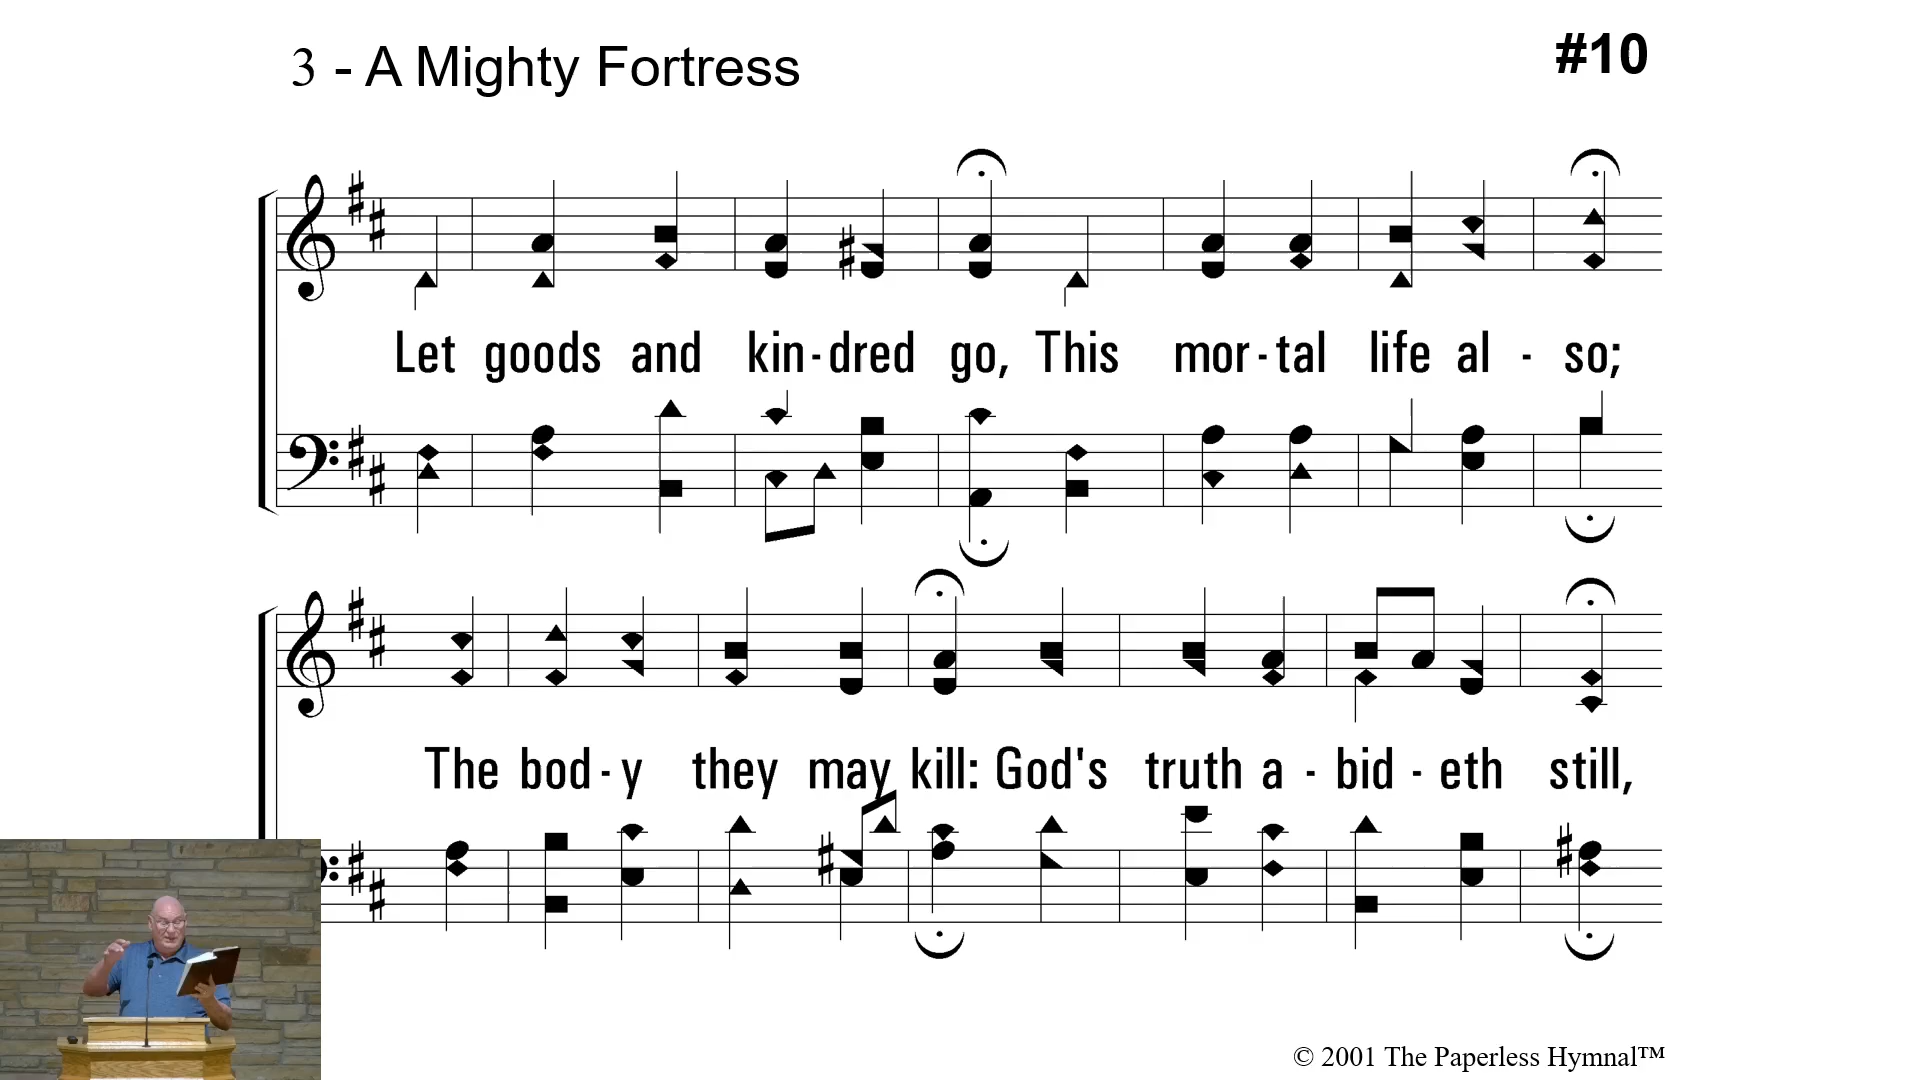 3 - A Mighty Fortress
#10
Let goods and kin-dred go, This mor-tal life al - so;
The bod-y they may kill: God's truth a - bid - eth still,
© 2001 The Paperless Hymnal™